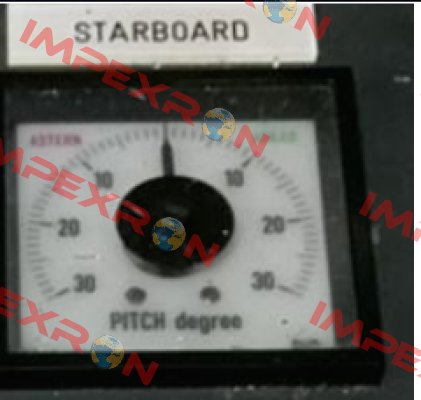 STARBOARD
ASTERN
10 10
20 20
30 30
PITCH degree
IMPEXRON
IMPEXRON
IMPEXRON
IMPEXRON